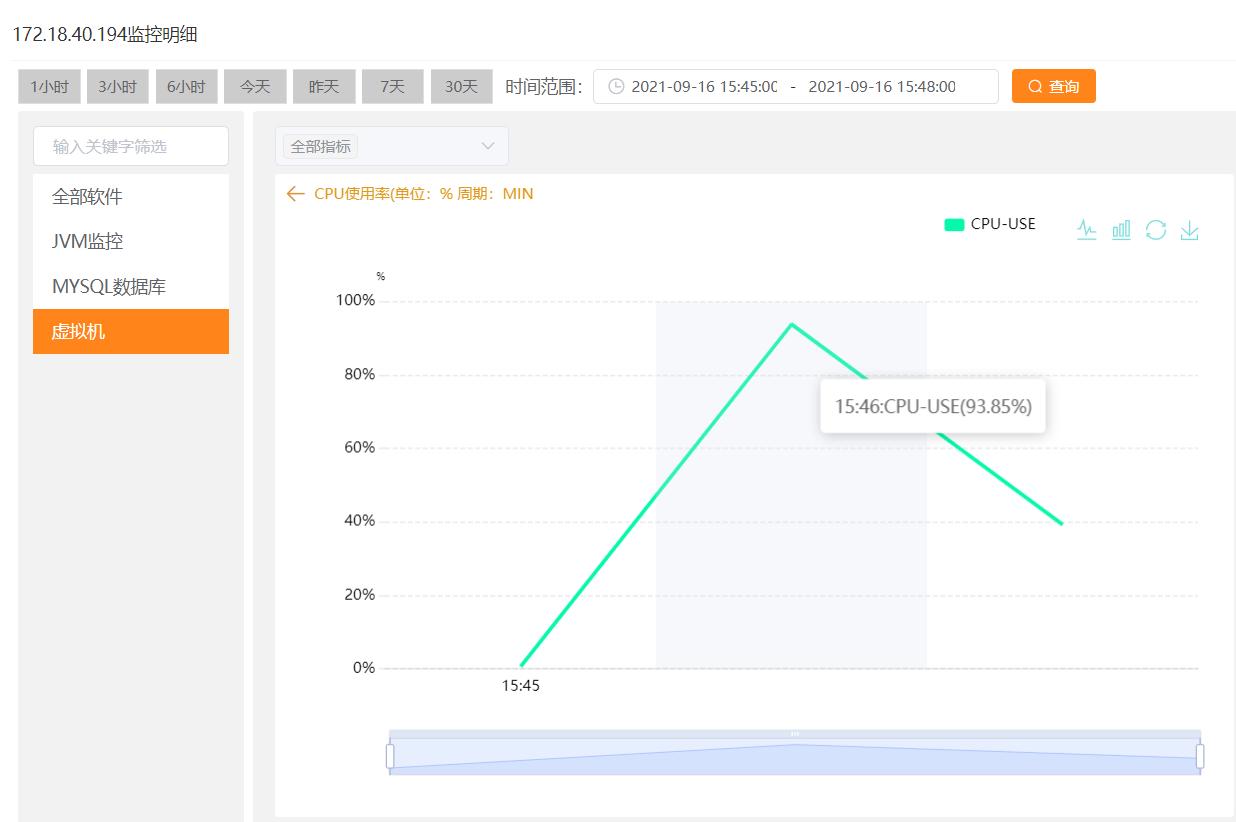 172.18.40.194监控明细
1小时 3小时 6小时 今天 昨天 7天 30天 时间范围： 2021-09-16 15:45:00 - 2021-09-16 15:48:00 查询
输入关键字筛选
全部软件
JVM监控
MYSQL数据库
虚拟机
全部指标
CPU使用率(单位：% 周期：MIN
CPU-USE
%
100%
80%
15:46:CPU-USE(93.85%)
60%
40%
20%
0%
15:45